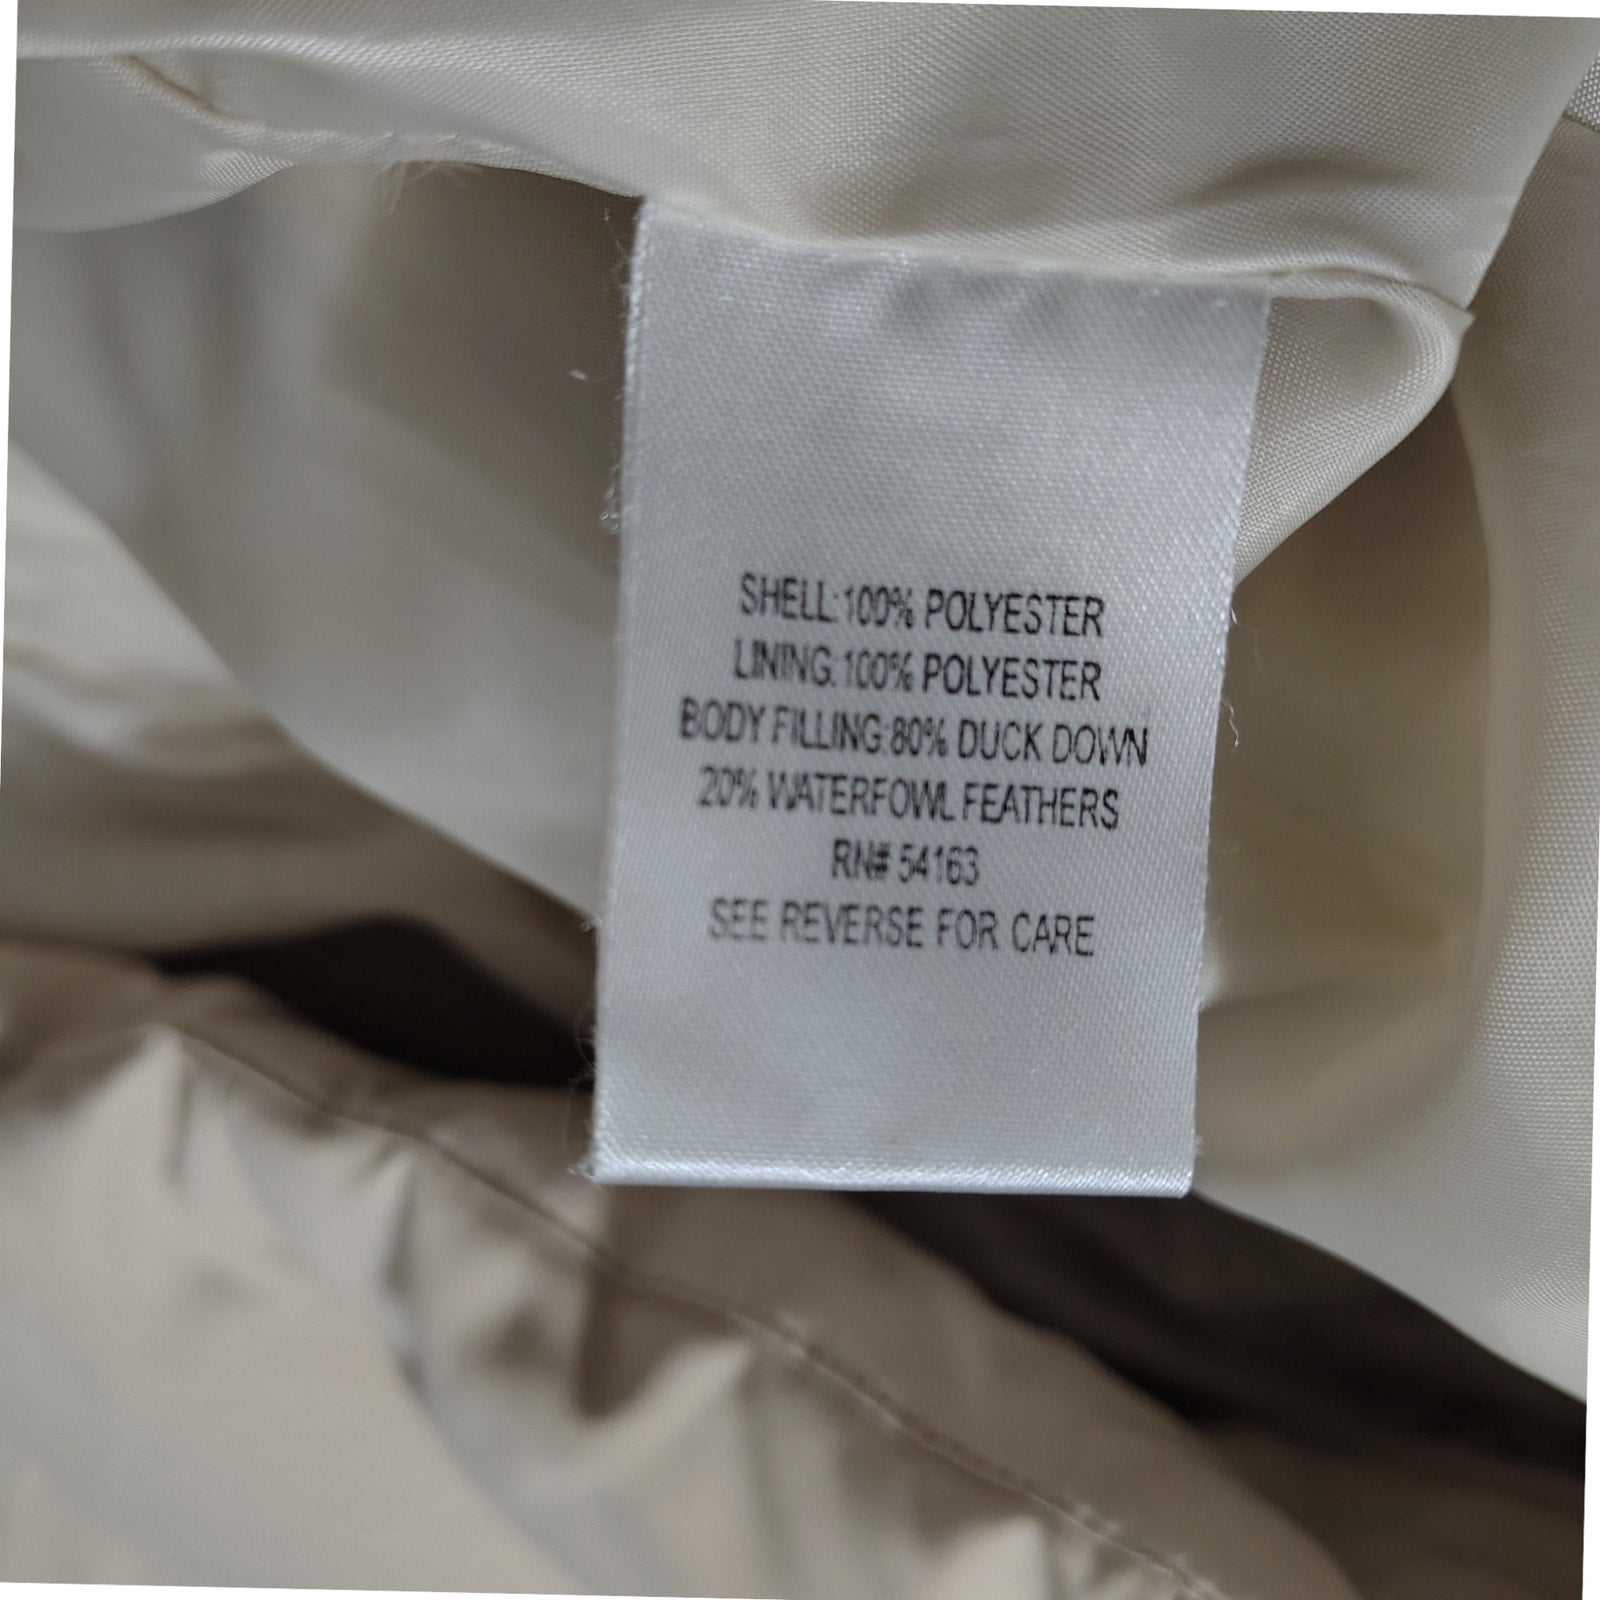 SHELL:100% POLYESTER
LINING:100% POLYESTER
BODY FILLING:80% DUCK DOWN
20% WATERFOWL FEATHERS
RN# 54163
SEE REVERSE FOR CARE